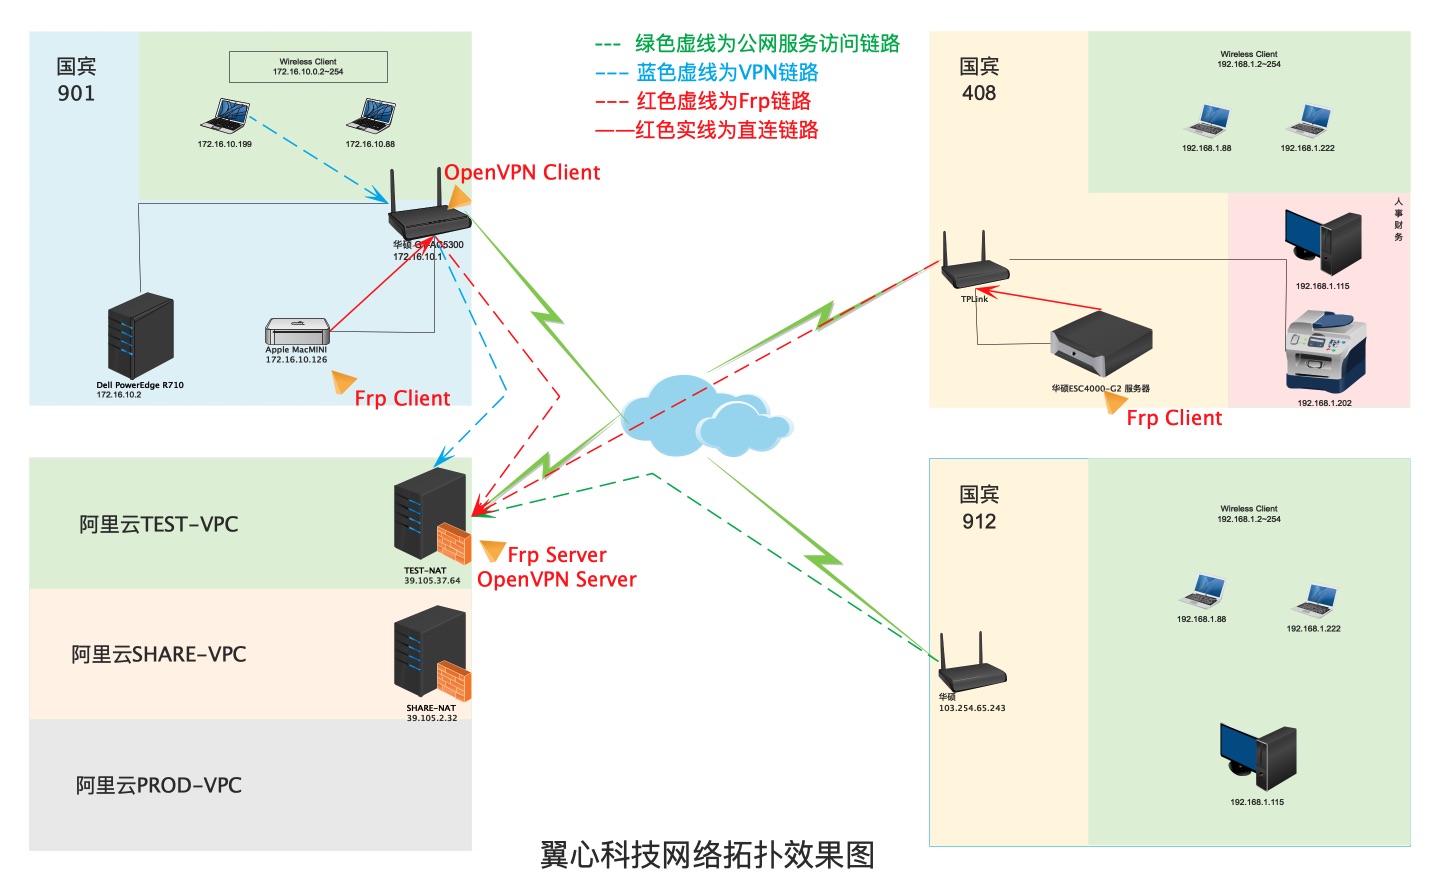 国宾
901
Wireless Client
172.16.10.0.2~254
172.16.10.199
172.16.10.88
OpenVPN Client
华硕 GT-AC5300
172.16.10.1
Dell PowerEdge R710
172.16.10.2
Apple MacMINI
172.16.10.126
Frp Client
--- 绿色虚线为公网服务访问链路
--- 蓝色虚线为VPN链路
--- 红色虚线为Frp链路
——红色实线为直连链路
国宾
408
Wireless Client
192.168.1.2~254
192.168.1.88
192.168.1.222
人事财务
192.168.1.115
TPLink
华硕ESC4000-G2 服务器
192.168.1.202
Frp Client
阿里云TEST-VPC
TEST-NAT
39.105.37.64
Frp Server
OpenVPN Server
阿里云SHARE-VPC
SHARE-NAT
39.105.2.32
阿里云PROD-VPC
国宾
912
Wireless Client
192.168.1.2~254
192.168.1.88
192.168.1.222
华硕
103.254.65.243
192.168.1.115
翼心科技网络拓扑效果图